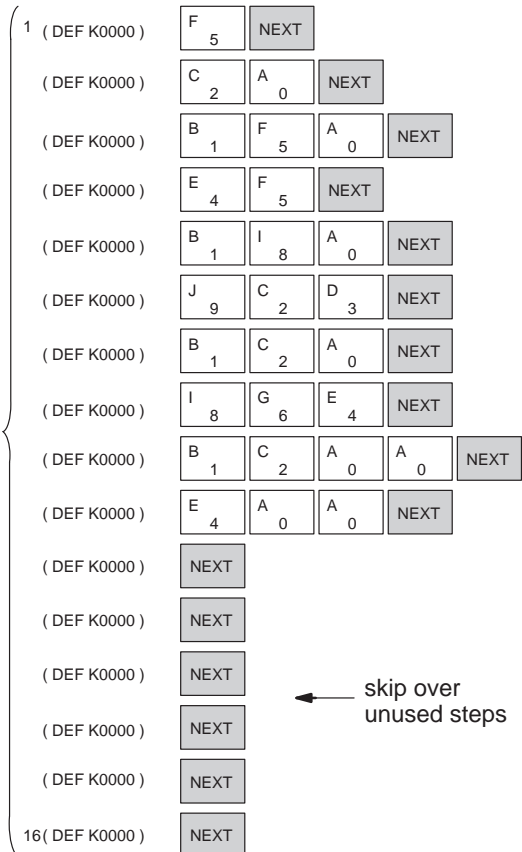 1 ( DEF K0000 ) F 5 NEXT
( DEF K0000 ) C 2 A 0 NEXT
( DEF K0000 ) B 1 F 5 A 0 NEXT
( DEF K0000 ) E 4 F 5 NEXT
( DEF K0000 ) B 1 I 8 A 0 NEXT
( DEF K0000 ) J 9 C 2 D 3 NEXT
( DEF K0000 ) B 1 C 2 A 0 NEXT
( DEF K0000 ) I 8 G 6 E 4 NEXT
( DEF K0000 ) B 1 C 2 A 0 A 0 NEXT
( DEF K0000 ) E 4 A 0 A 0 NEXT
( DEF K0000 ) NEXT
( DEF K0000 ) NEXT
( DEF K0000 ) NEXT
skip over
unused steps
( DEF K0000 ) NEXT
( DEF K0000 ) NEXT
16( DEF K0000 ) NEXT